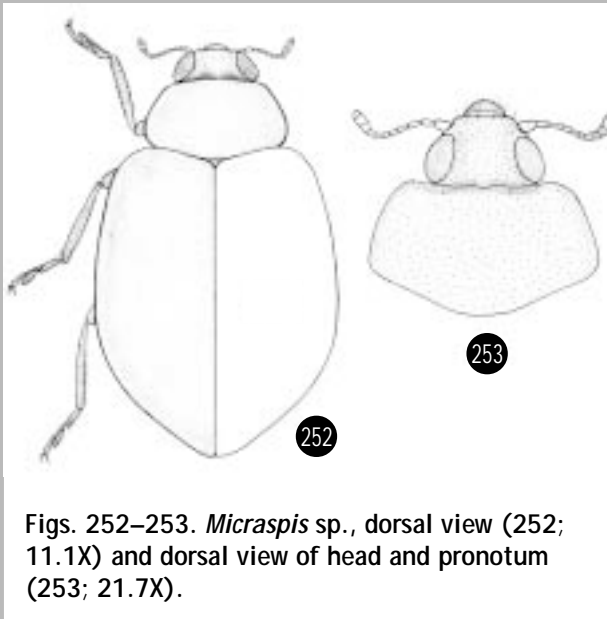 253
252
Figs. 252–253. Micraspis sp., dorsal view (252;
11.1X) and dorsal view of head and pronotum
(253; 21.7X).